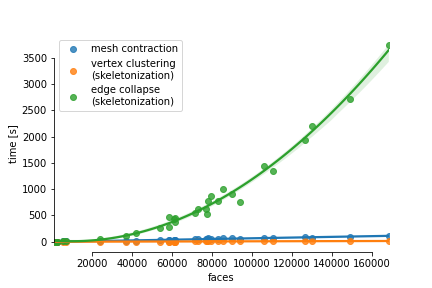 mesh contraction
vertex clustering
(skeletonization)
edge collapse
(skeletonization)
3500
3000
2500
2000
1500
1000
500
0
time [s]
20000 40000 60000 80000 100000 120000 140000 160000
faces